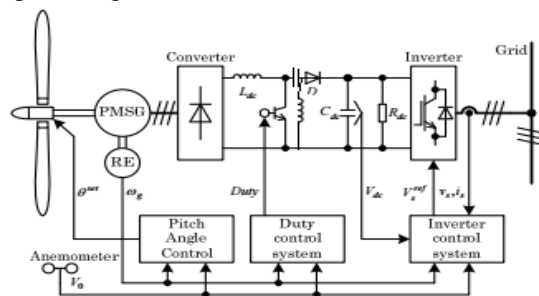 Converter
Inverter
Grid
PMSG
RE
L_dc
D
C_dc
R_dc
θ^set
ω_g
Duty
V_dc
V_s^ref
v_s, i_s
Pitch
Angle
Control
Duty
control
system
Inverter
control
system
Anemometer
V_0